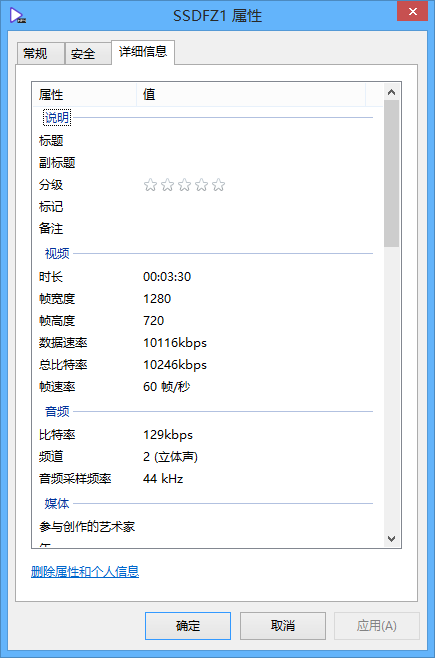 SSDFZ1 属性
常规 安全 详细信息
属性 值
说明
标题
副标题
分级
标记
备注
视频
时长 00:03:30
帧宽度 1280
帧高度 720
数据速率 10116kbps
总比特率 10246kbps
帧速率 60 帧/秒
音频
比特率 129kbps
频道 2 (立体声)
音频采样频率 44 kHz
媒体
参与创作的艺术家
删除属性和个人信息
确定 取消 应用(A)